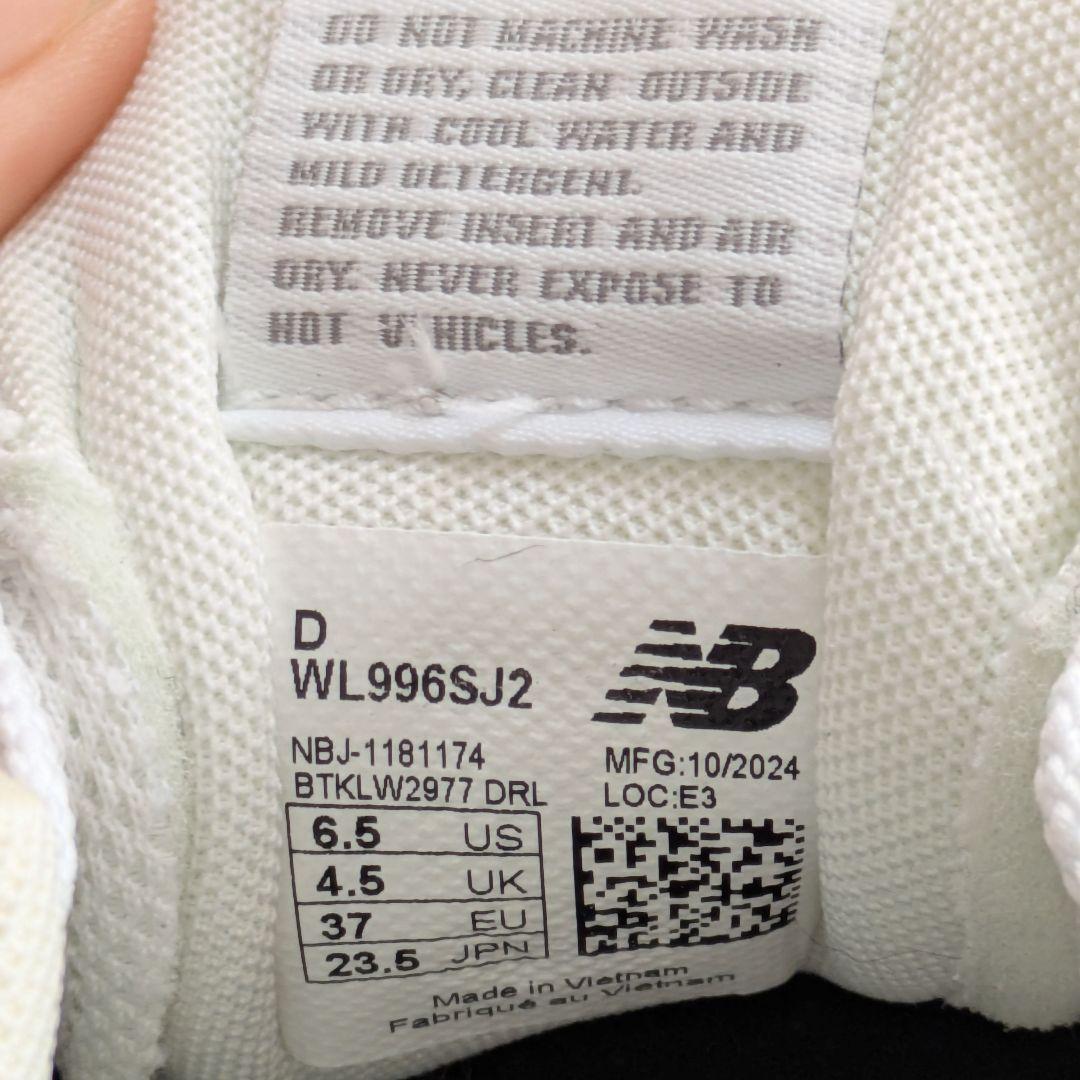 DO NOT MACHINE WASH
OR DRY, CLEAN OUTSIDE
WITH COOL WATER AND
MILD DETERGENT.
REMOVE INSERT AND AIR
DRY. NEVER EXPOSE TO
HOT VEHICLES.
D
WL996SJ2
NB
NBJ-1181174
BTKLW2977 DRL
MFG:10/2024
LOC:E3
6.5 US
4.5 UK
37 EU
23.5 JPN
Made in Vietnam
Fabriqué au Vietnam